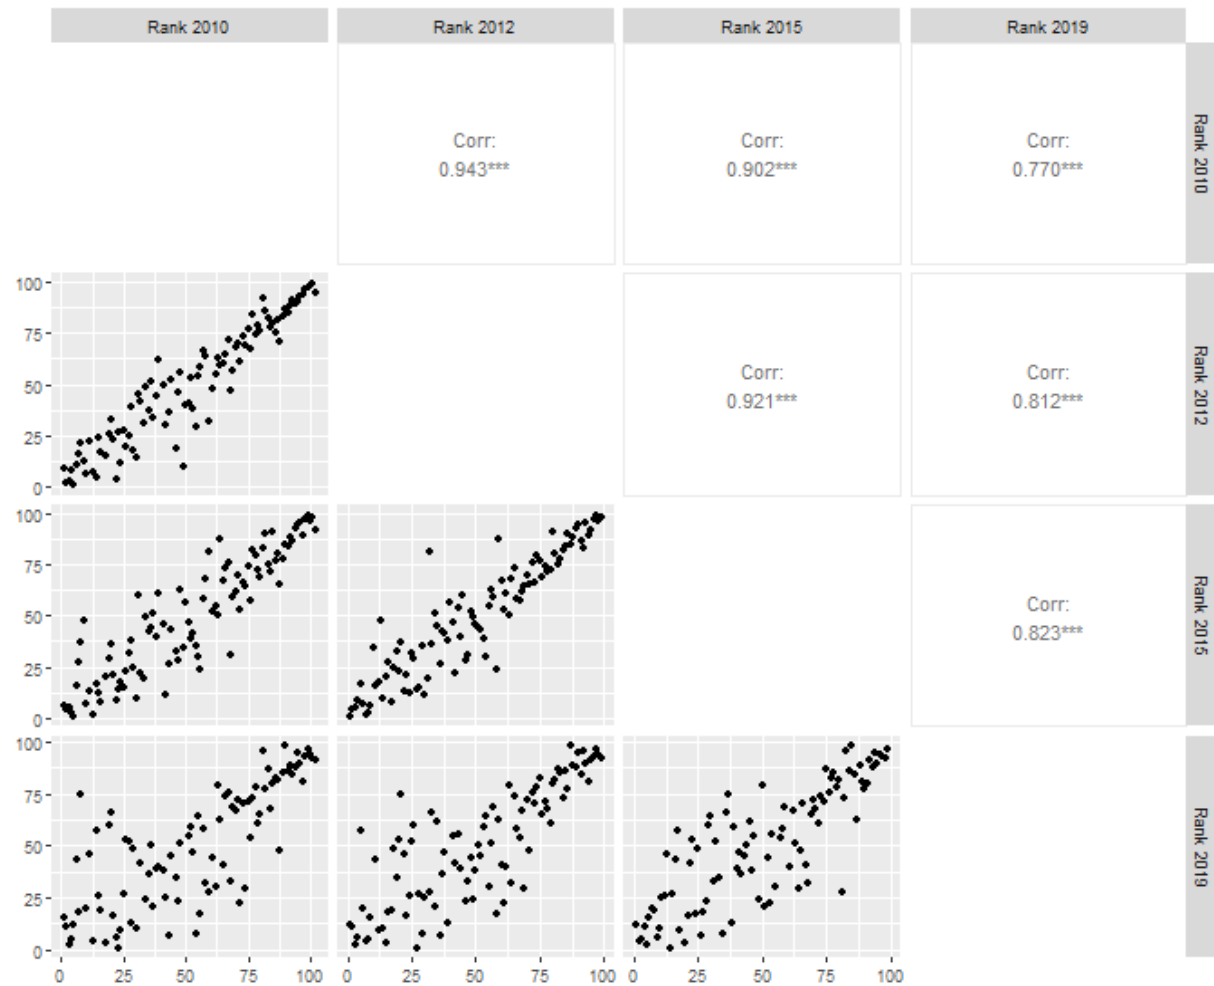 Rank 2010 Rank 2012 Rank 2015 Rank 2019
Corr: Corr: Corr:
0.943*** 0.902*** 0.770***
Rank 2010
100
75
50
25
0
Corr: Corr:
0.921*** 0.812***
Rank 2012
100
75
50
25
0
Corr:
0.823***
Rank 2015
100
75
50
25
0
Rank 2019
0 25 50 75 100 0 25 50 75 100 0 25 50 75 100